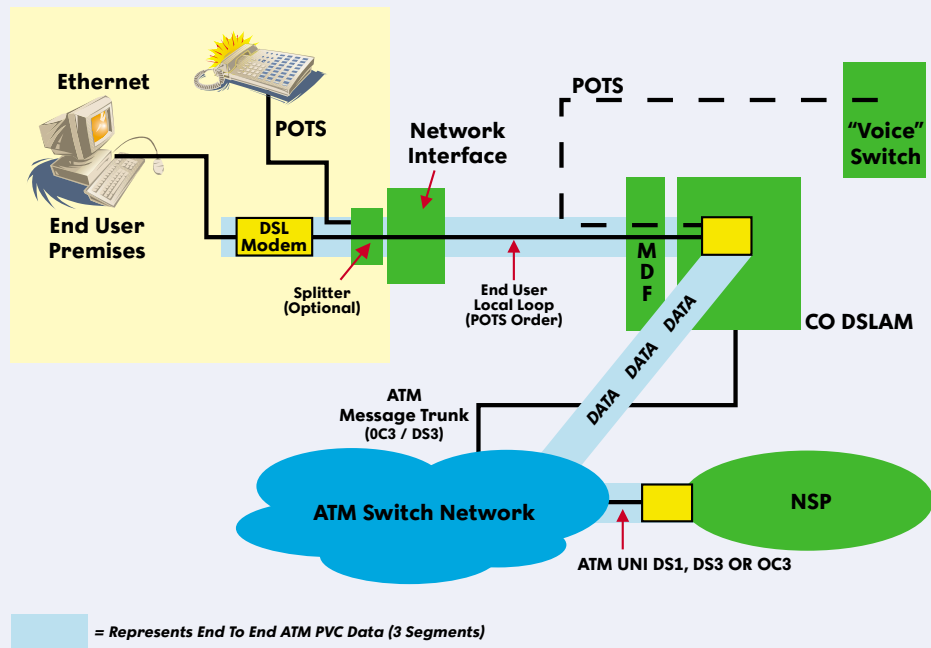 Ethernet
POTS
End User
Premises
DSL
Modem
Splitter
(Optional)
Network
Interface
End User
Local Loop
(POTS Order)
POTS
"Voice"
Switch
M
D
F
CO DSLAM
DATA DATA DATA
ATM
Message Trunk
(0C3 / DS3)
ATM Switch Network
NSP
ATM UNI DS1, DS3 OR OC3
= Represents End To End ATM PVC Data (3 Segments)